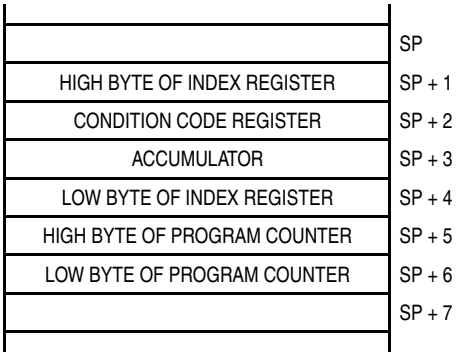 SP
HIGH BYTE OF INDEX REGISTER SP + 1
CONDITION CODE REGISTER SP + 2
ACCUMULATOR SP + 3
LOW BYTE OF INDEX REGISTER SP + 4
HIGH BYTE OF PROGRAM COUNTER SP + 5
LOW BYTE OF PROGRAM COUNTER SP + 6
SP + 7